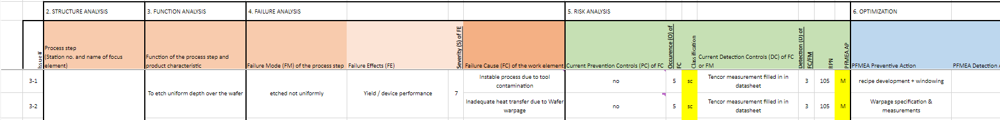 2. STRUCTURE ANALYSIS
3. FUNCTION ANALYSIS
4. FAILURE ANALYSIS
5. RISK ANALYSIS
6. OPTIMIZATION
Issue #
Process step
(Station no. and name of focus
element)
Function of the process step and
product characteristic
Failure Mode (FM) of the process step
Failure Effects (FE)
Severity (S) of FE
Failure Cause (FC) of the work element
Current Prevention Controls (PC) of FC
Occurence (O) of
FC
Classification
Current Detection Controls (DC) of FC
or FM
Detection (D) of
FC/FM
RPN
PFMEA AP
PFMEA Preventive Action
PFMEA Detection
3-1
To etch uniform depth over the wafer
etched not uniformly
Yield / device performance
7
Instable process due to tool
contamination
no
5
sc
Tencor measurement filled in in
datasheet
3
105
M
recipe development + windowing
3-2
Inadequate heat transfer due to Wafer
warpage
no
5
sc
Tencor measurement filled in in
datasheet
3
105
M
Warpage specification &
measurements